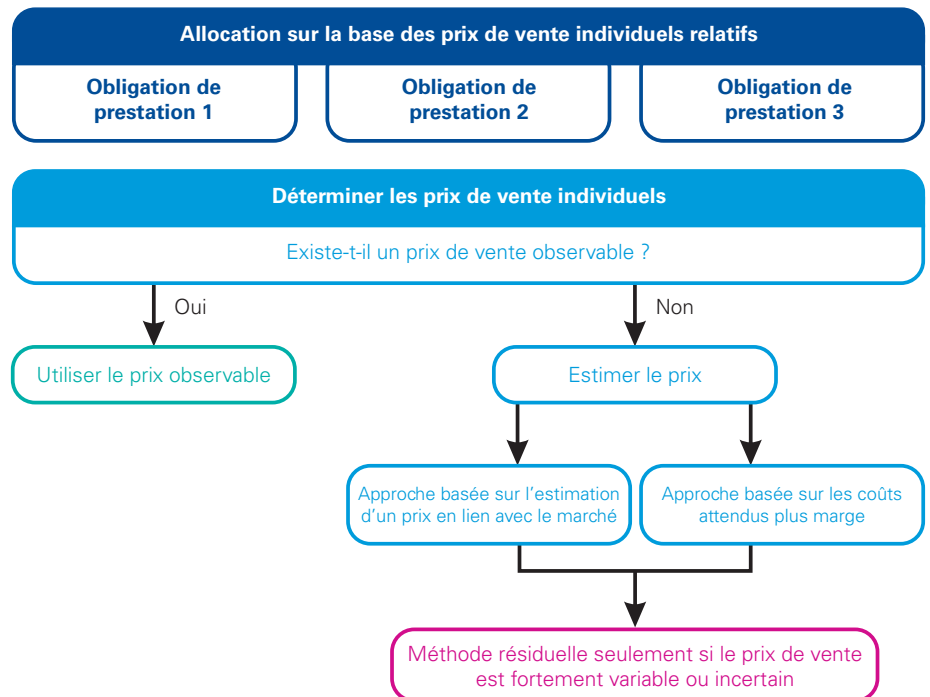 Allocation sur la base des prix de vente individuels relatifs
Obligation de
prestation 1
Obligation de
prestation 2
Obligation de
prestation 3
Déterminer les prix de vente individuels
Existe-t-il un prix de vente observable ?
Oui
Non
Utiliser le prix observable
Estimer le prix
Approche basée sur l'estimation
d'un prix en lien avec le marché
Approche basée sur les coûts
attendus plus marge
Méthode résiduelle seulement si le prix de vente
est fortement variable ou incertain